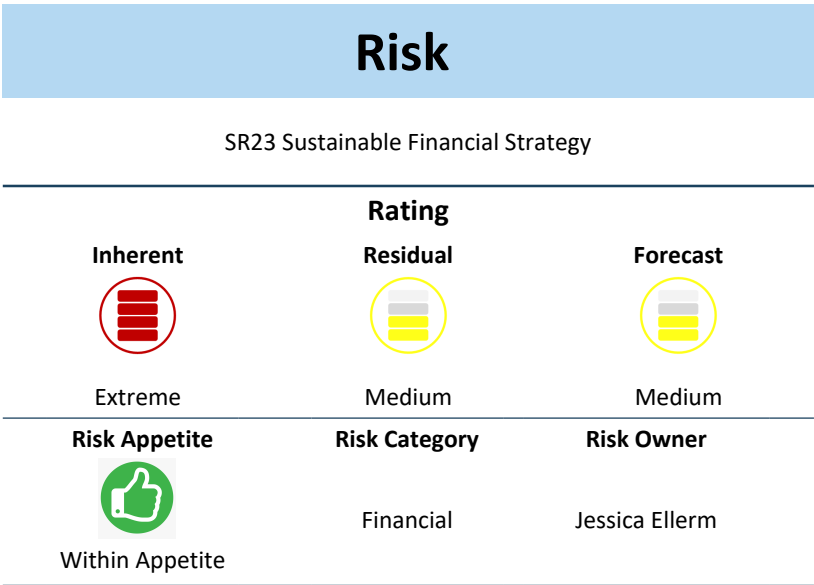 Risk
SR23 Sustainable Financial Strategy
Rating
Inherent Residual Forecast
Extreme Medium Medium
Risk Appetite Risk Category Risk Owner
Financial Jessica Ellerm
Within Appetite